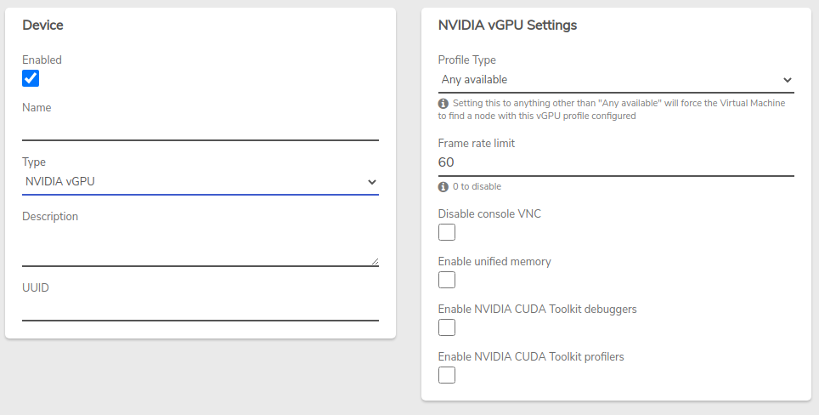 Device
Enabled
Name
Type
NVIDIA vGPU
Description
UUID
NVIDIA vGPU Settings
Profile Type
Any available
Setting this to anything other than "Any available" will force the Virtual Machine
to find a node with this vGPU profile configured
Frame rate limit
60
0 to disable
Disable console VNC
Enable unified memory
Enable NVIDIA CUDA Toolkit debuggers
Enable NVIDIA CUDA Toolkit profilers